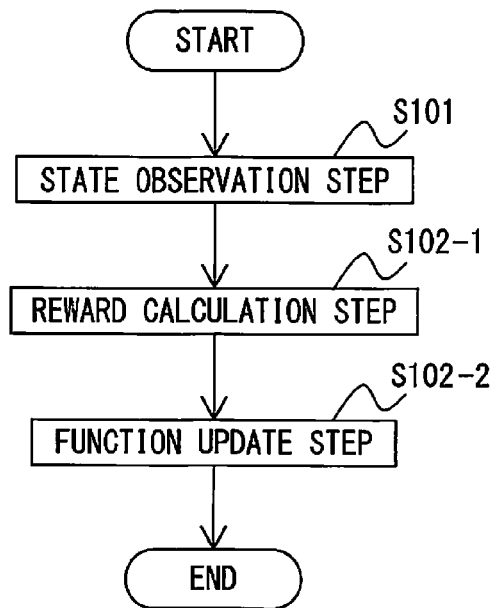 START
S101
STATE OBSERVATION STEP
S102-1
REWARD CALCULATION STEP
S102-2
FUNCTION UPDATE STEP
END